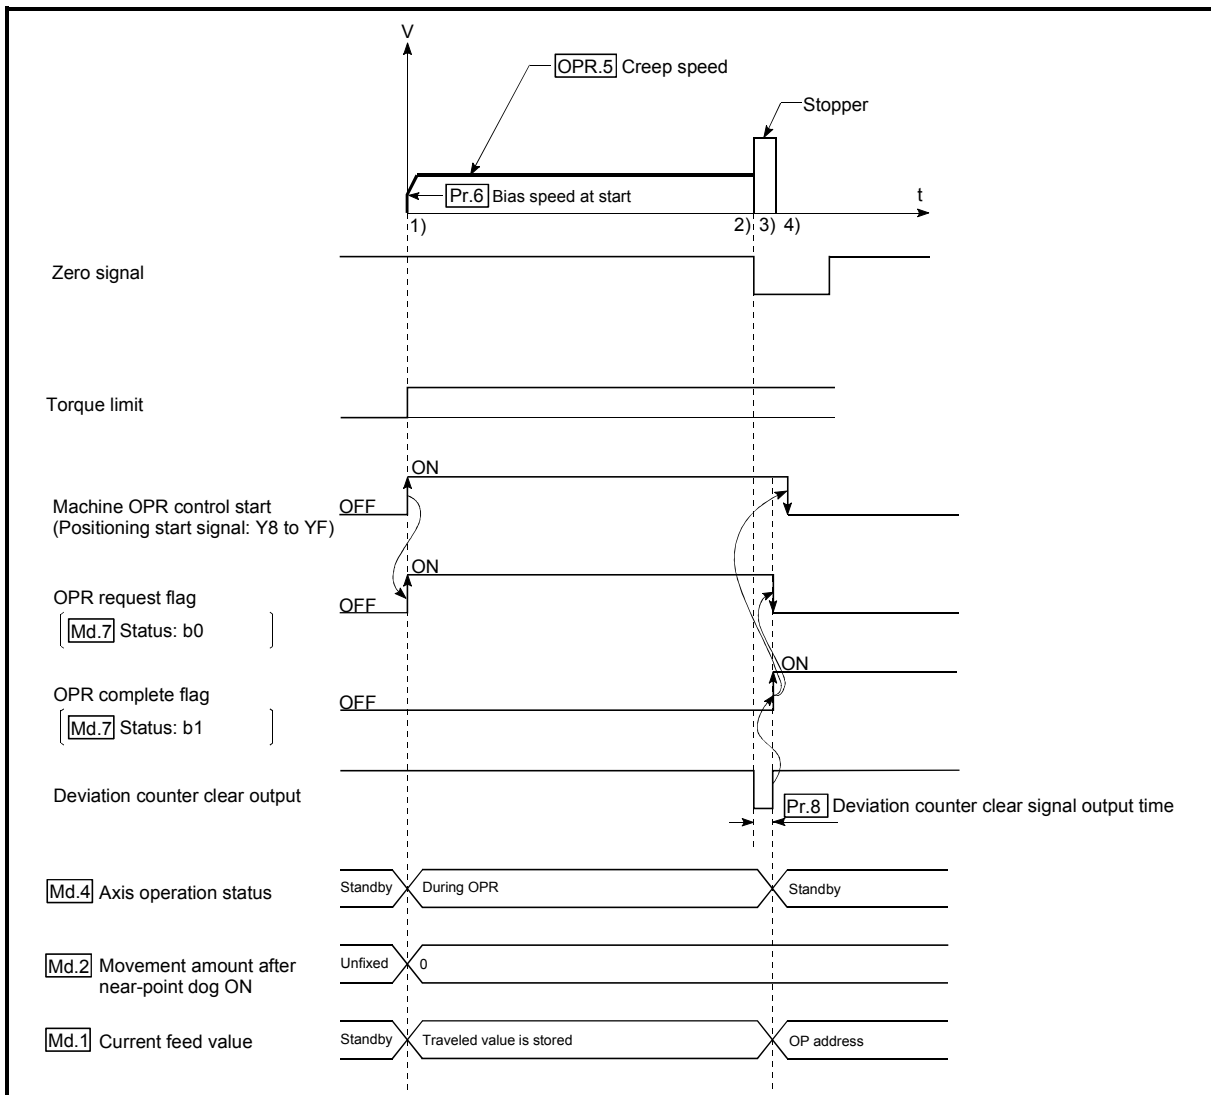 V
OPR.5 Creep speed
Stopper
Pr.6 Bias speed at start
t
1)
2) 3) 4)
Zero signal
Torque limit
ON
Machine OPR control start
OFF
(Positioning start signal: Y8 to YF)
ON
OPR request flag
OFF
Md.7 Status: b0
ON
OPR complete flag
OFF
Md.7 Status: b1
Deviation counter clear output
Pr.8 Deviation counter clear signal output time
Md.4 Axis operation status
Standby
During OPR
Standby
Md.2 Movement amount after
near-point dog ON
Unfixed
0
Md.1 Current feed value
Standby
Traveled value is stored
OP address